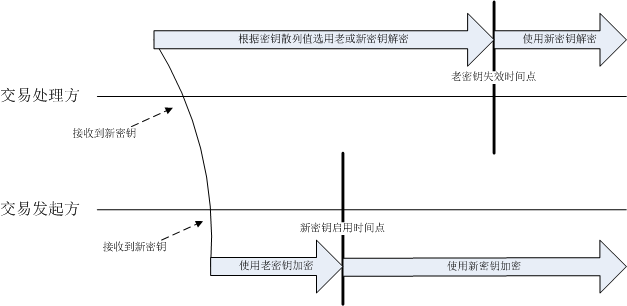 根据密钥散列值选用老或新密钥解密
使用新密钥解密
老密钥失效时间点
交易处理方
接收到新密钥
交易发起方
新密钥启用时间点
接收到新密钥
使用老密钥加密
使用新密钥加密